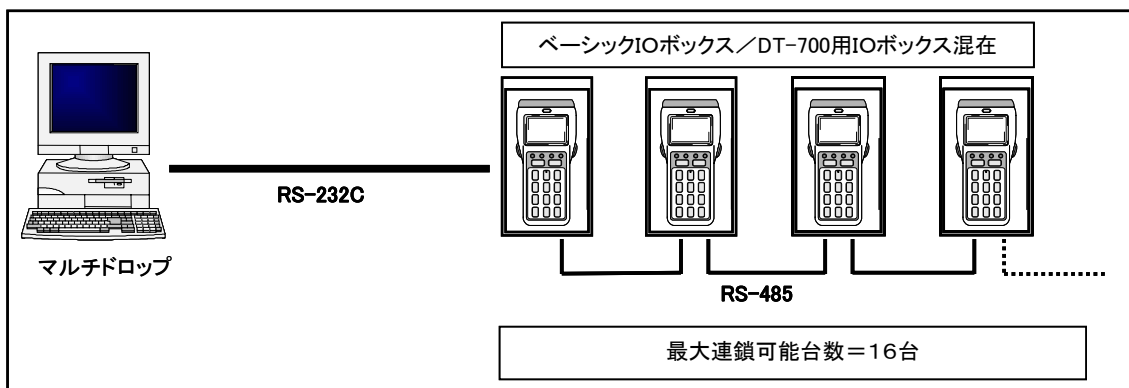 ベーシックIOボックス／DT-700用IOボックス混在
RS-232C
マルチドロップ
RS-485
最大連鎖可能台数＝１６台